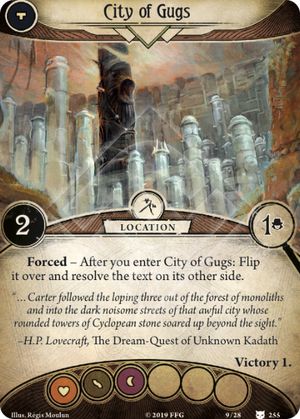 City of Gugs
2
LOCATION
1
Forced – After you enter City of Gugs: Flip
it over and resolve the text on its other side.
“... Carter followed the loping three out of the forest of monoliths
and into the dark noisome streets of that awful city whose
rounded towers of Cyclopean stone soared up beyond the sight.”
–H.P. Lovecraft, The Dream-Quest of Unknown Kadath
Victory 1.
Illus. Régis Moulun
© 2019 FFG
9/28
255